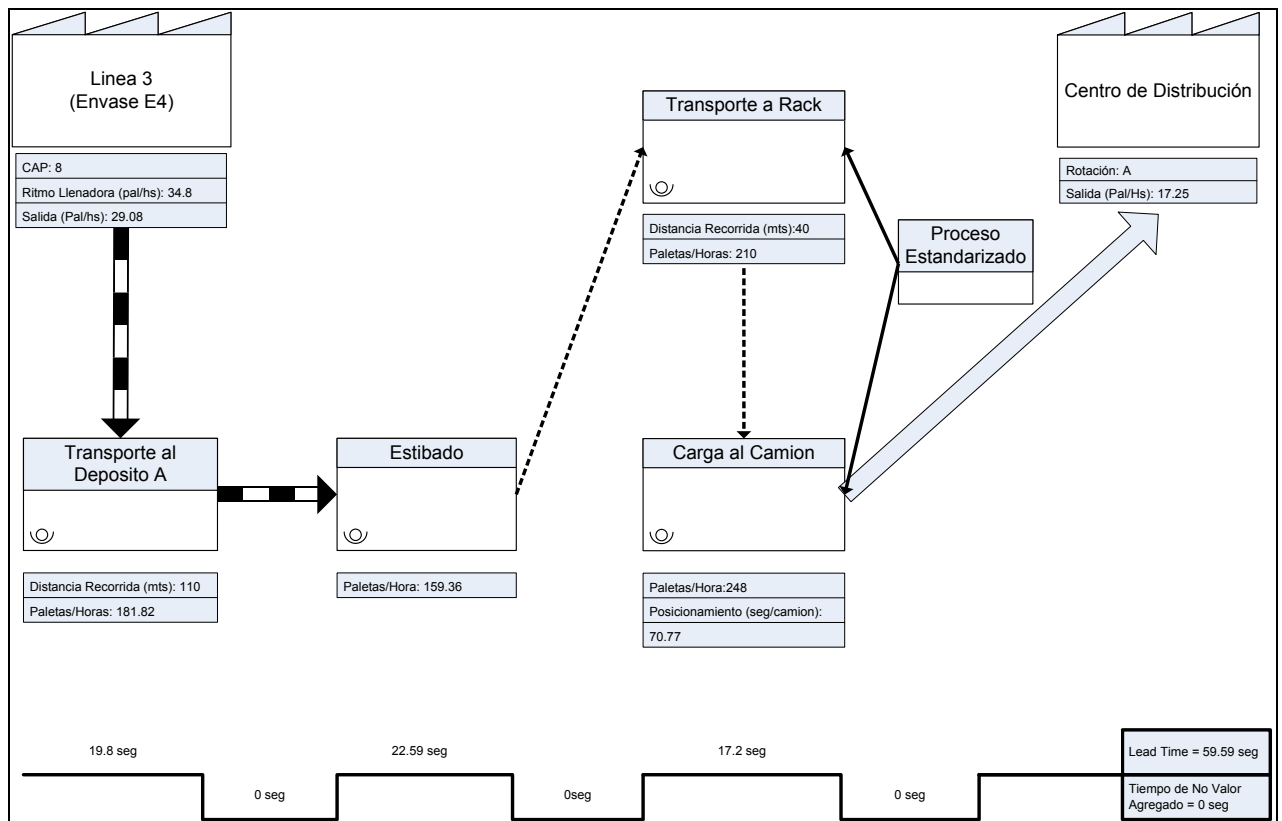 Linea 3
(Envase E4)
CAP: 8
Ritmo Llenadora (pal/hs): 34.8
Salida (Pal/hs): 29.08
Transporte a Rack
Distancia Recorrida (mts):40
Paletas/Horas: 210
Proceso
Estandarizado
Centro de Distribución
Rotación: A
Salida (Pal/Hs): 17.25
Transporte al
Deposito A
Distancia Recorrida (mts): 110
Paletas/Horas: 181.82
Estibado
Paletas/Hora: 159.36
Carga al Camion
Paletas/Hora:248
Posicionamiento (seg/camion):
70.77
19.8 seg
0 seg
22.59 seg
0seg
17.2 seg
0 seg
Lead Time = 59.59 seg
Tiempo de No Valor
Agregado = 0 seg